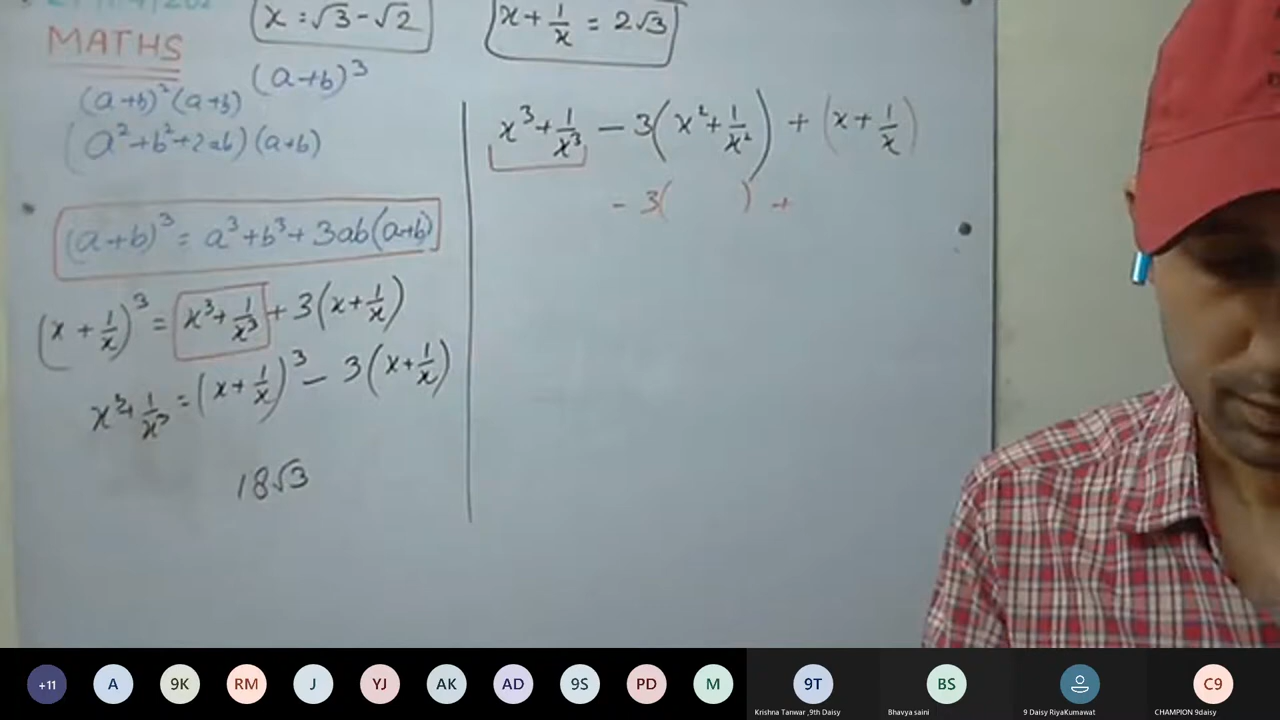 x = √3 - √2
x + 1/x = 2√3
MATHS
(a+b)³
(a+b)²(a+b)
(a²+b²+2ab)(a+b)
(a+b)³ = a³+b³+3ab(a+b)
(x + 1/x)³ = x³+1/x³ + 3(x+1/x)
x³+1/x³ = (x+1/x)³ - 3(x+1/x)
18√3
x³+1/x³ - 3(x²+1/x²) + (x+1/x)
- 3( ) +
+11
A
9K
RM
J
YJ
AK
AD
9S
PD
M
9T
BS
C9
Krishna Tanwar ,9th Daisy
Bhavya saini
9 Daisy RiyaKumawat
CHAMPION 9daisy